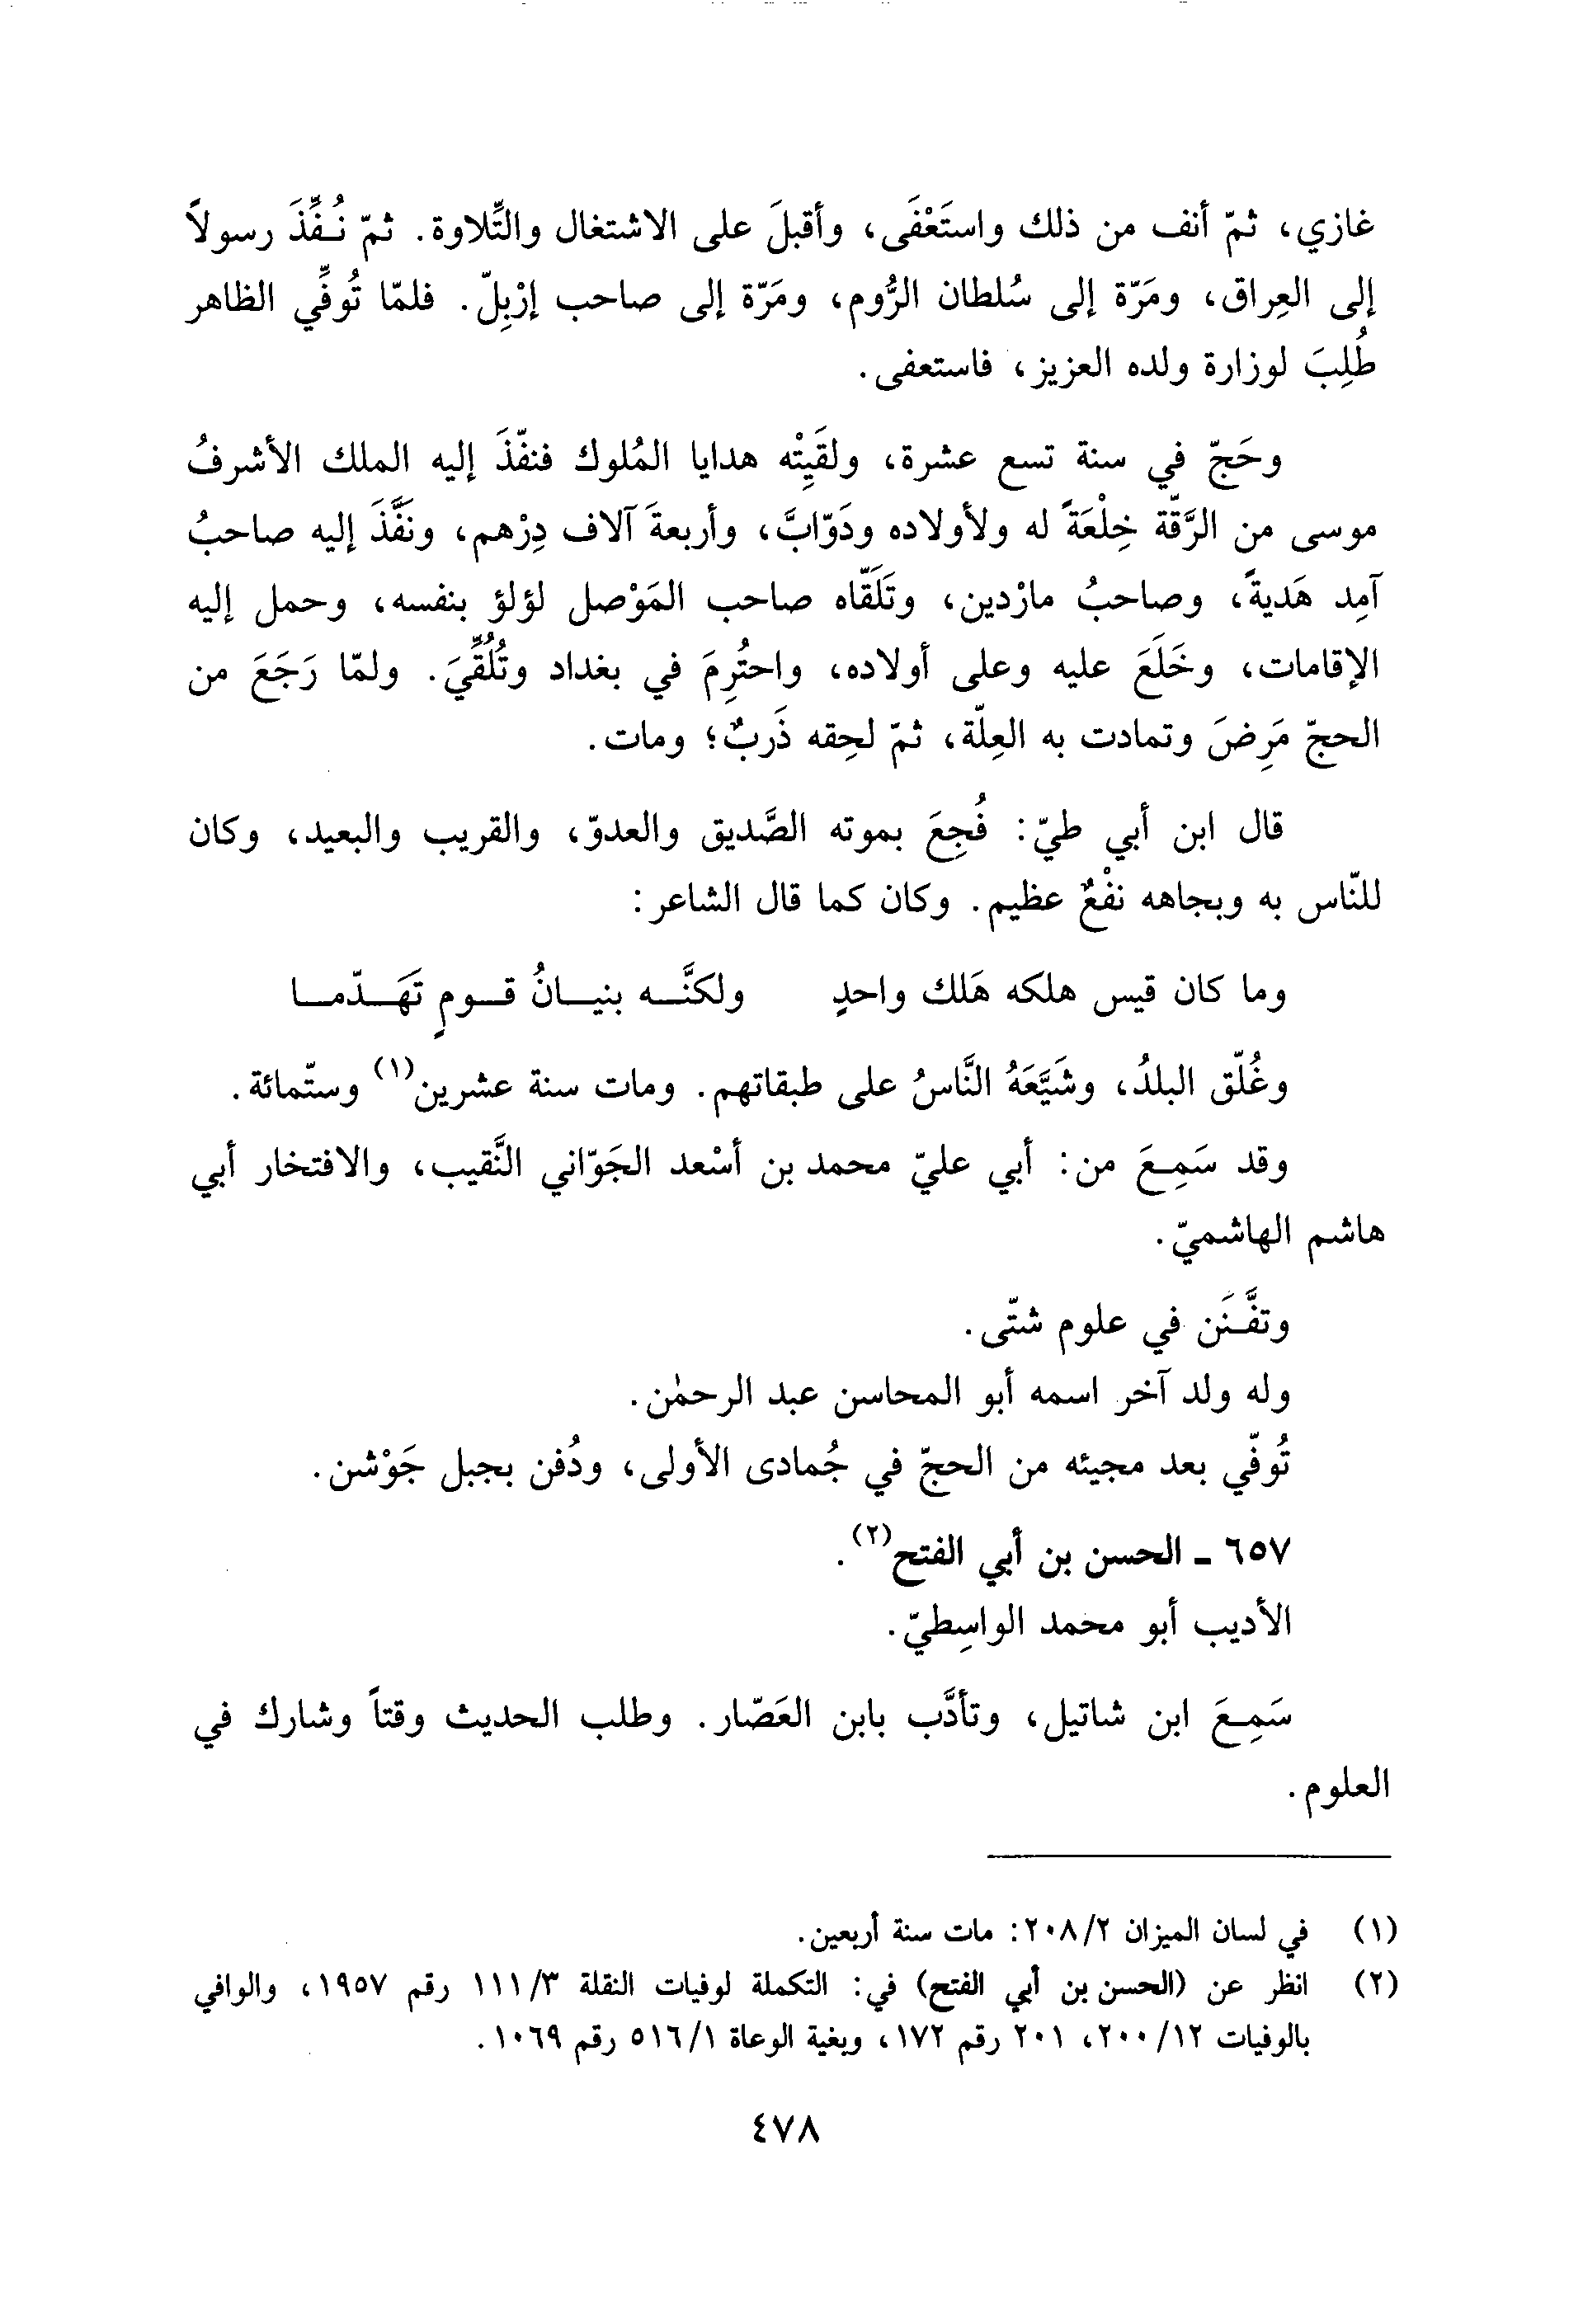 غازي، ثمّ أنف من ذلك واستَعْفَى، وأقبلَ على الاشتغال والتِّلاوة. ثمّ نُـفِّذَ رسولاً
إلى العِراق، ومَرّة إلى سُلطان الرُّوم، ومَرّة إلى صاحب إرْبِلّ. فلمّا تُوفِّي الظاهر
طُلِبَ لوزارة ولده العزيز، فاستعفى.
وحَجّ في سنة تسع عشرة، ولقَيِتْه هدايا المُلوك فنفّذَ إليه الملك الأشرفُ
موسى من الرَّقّة خِلْعَةً له ولأولاده ودَوّابَّ، وأربعةَ آلاف دِرْهم، ونَفَّذَ إليه صاحبُ
آمِد هَديةً، وصاحبُ مارْدين، وتَلَقّاه صاحب المَوْصل لؤلؤ بنفسه، وحمل إليه
الإقامات، وخَلَعَ عليه وعلى أولاده، واحتُرِمَ في بغداد وتُلُقِّيَ. ولمّا رَجَعَ من
الحجّ مَرِضَ وتمادت به العِلّة، ثمّ لحِقه ذَربٌ؛ ومات.
قال ابن أبي طيّ: فُجِعَ بموته الصَّديق والعدوّ، والقريب والبعيد، وكان
للنّاس به وبجاهه نفْعٌ عظيم. وكان كما قال الشاعر:
وما كان قيس هلكه هَلك واحدٍ ولكنَّـه بنيـانُ قـومٍ تَهَـدّمـا
وغُلّق البلدُ، وشَيَّعَهُ النَّاسُ على طبقاتهم. ومات سنة عشرين(١) وستّمائة.
وقد سَمِـعَ من: أبي عليّ محمد بن أسْعد الجَوّاني النَّقيب، والافتخار أبي
هاشم الهاشميّ.
وتفَّـنَن في علوم شتّى.
وله ولد آخر اسمه أبو المحاسن عبد الرحمٰن.
تُوفّي بعد مجيئه من الحجّ في جُمادى الأولى، ودُفن بجبل جَوْشن.
٦٥٧ - الحسن بن أبي الفتح(٢).
الأديب أبو محمد الواسِطيّ.
سَمِـعَ ابن شاتيل، وتأدَّب بابن العَصّار. وطلب الحديث وقتاً وشارك في
العلوم.
(١) في لسان الميزان ٢٠٨/٢: مات سنة أربعين.
(٢) انظر عن (الحسن بن أبي الفتح) في: التكملة لوفيات النقلة ١١١/٣ رقم ١٩٥٧، والوافي
بالوفيات ٢٠٠/١٢، ٢٠١ رقم ١٧٢، وبغية الوعاة ٥١٦/١ رقم ١٠٦٩.
٤٧٨